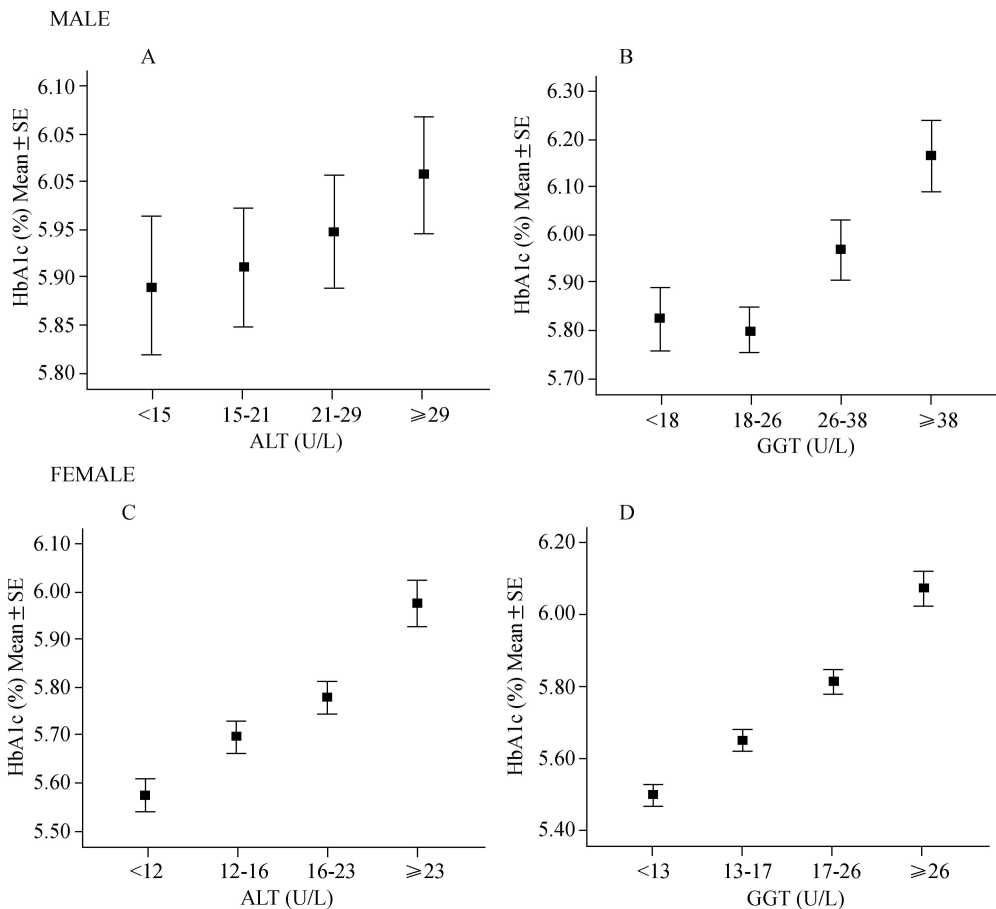 MALE
A
6.10
6.05
6.05
5.95
5.90
5.85
5.80
HbA1c (%) Mean±SE
<15 15-21 21-29 ⩾29
ALT (U/L)
B
6.30
6.20
6.10
6.00
5.90
5.80
5.70
HbA1c (%) Mean±SE
<18 18-26 26-38 ⩾38
GGT (U/L)
FEMALE
C
6.10
6.00
5.90
5.80
5.70
5.60
5.50
HbA1c (%) Mean±SE
<12 12-16 16-23 ⩾23
ALT (U/L)
D
6.20
6.00
5.80
5.60
5.40
HbA1c (%) Mean±SE
<13 13-17 17-26 ⩾26
GGT (U/L)